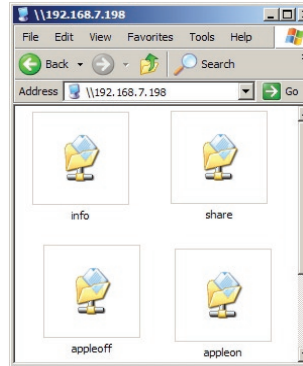 \\192.168.7.198
File Edit View Favorites Tools Help
Back Search
Address \\192.168.7.198 Go
info share
appleoff appleon